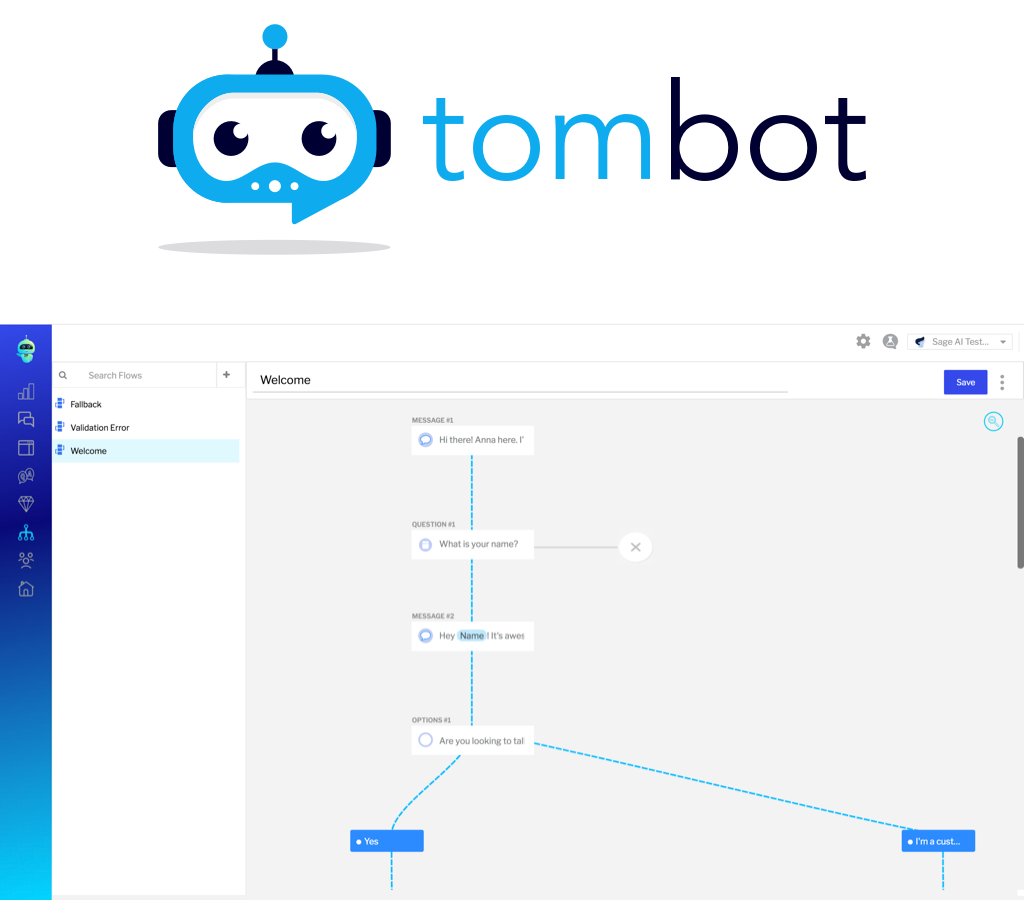 tombot
Sage AI Test...
Search Flows
+
Welcome
Save
Fallback
Validation Error
Welcome
MESSAGE #1
Hi there! Anna here. I'
QUESTION #1
What is your name?
MESSAGE #2
Hey Name ! It's awes
OPTIONS #1
Are you looking to tal
Yes
I'm a cust...